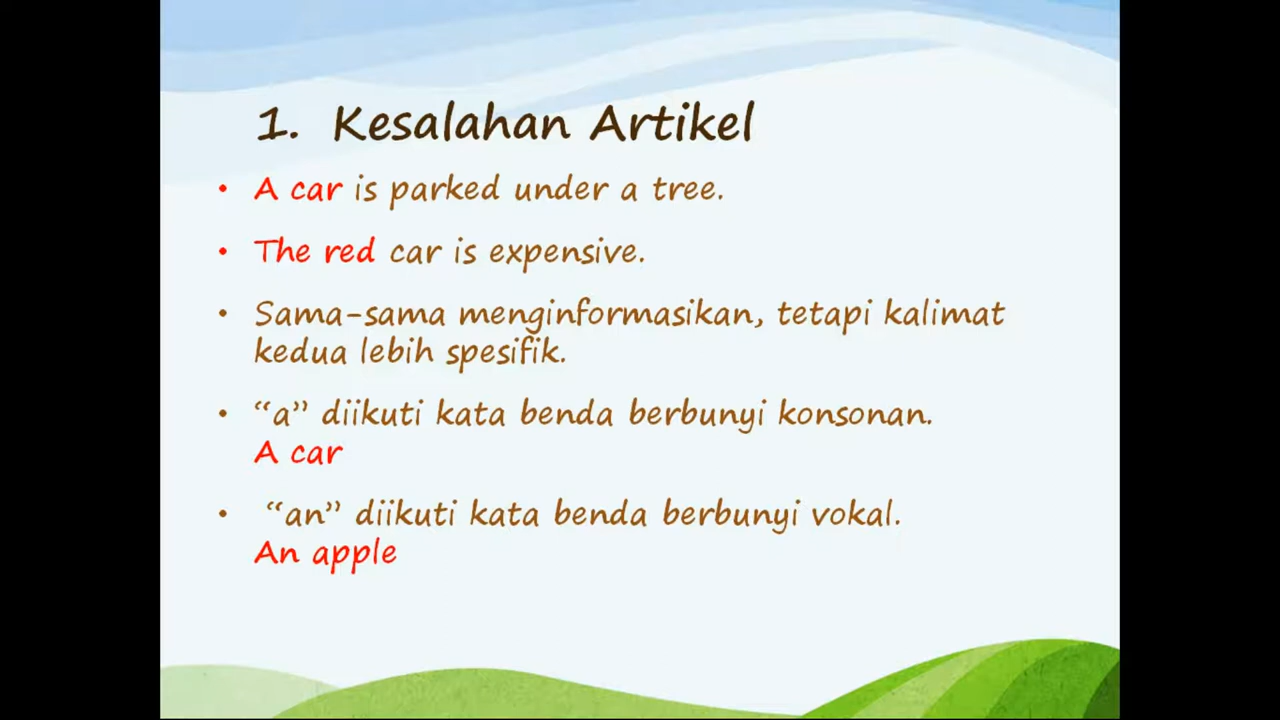 1. Kesalahan Artikel
• A car is parked under a tree.
• The red car is expensive.
• Sama-sama menginformasikan, tetapi kalimat
kedua lebih spesifik.
• “a” diikuti kata benda berbunyi konsonan.
A car
• “an” diikuti kata benda berbunyi vokal.
An apple